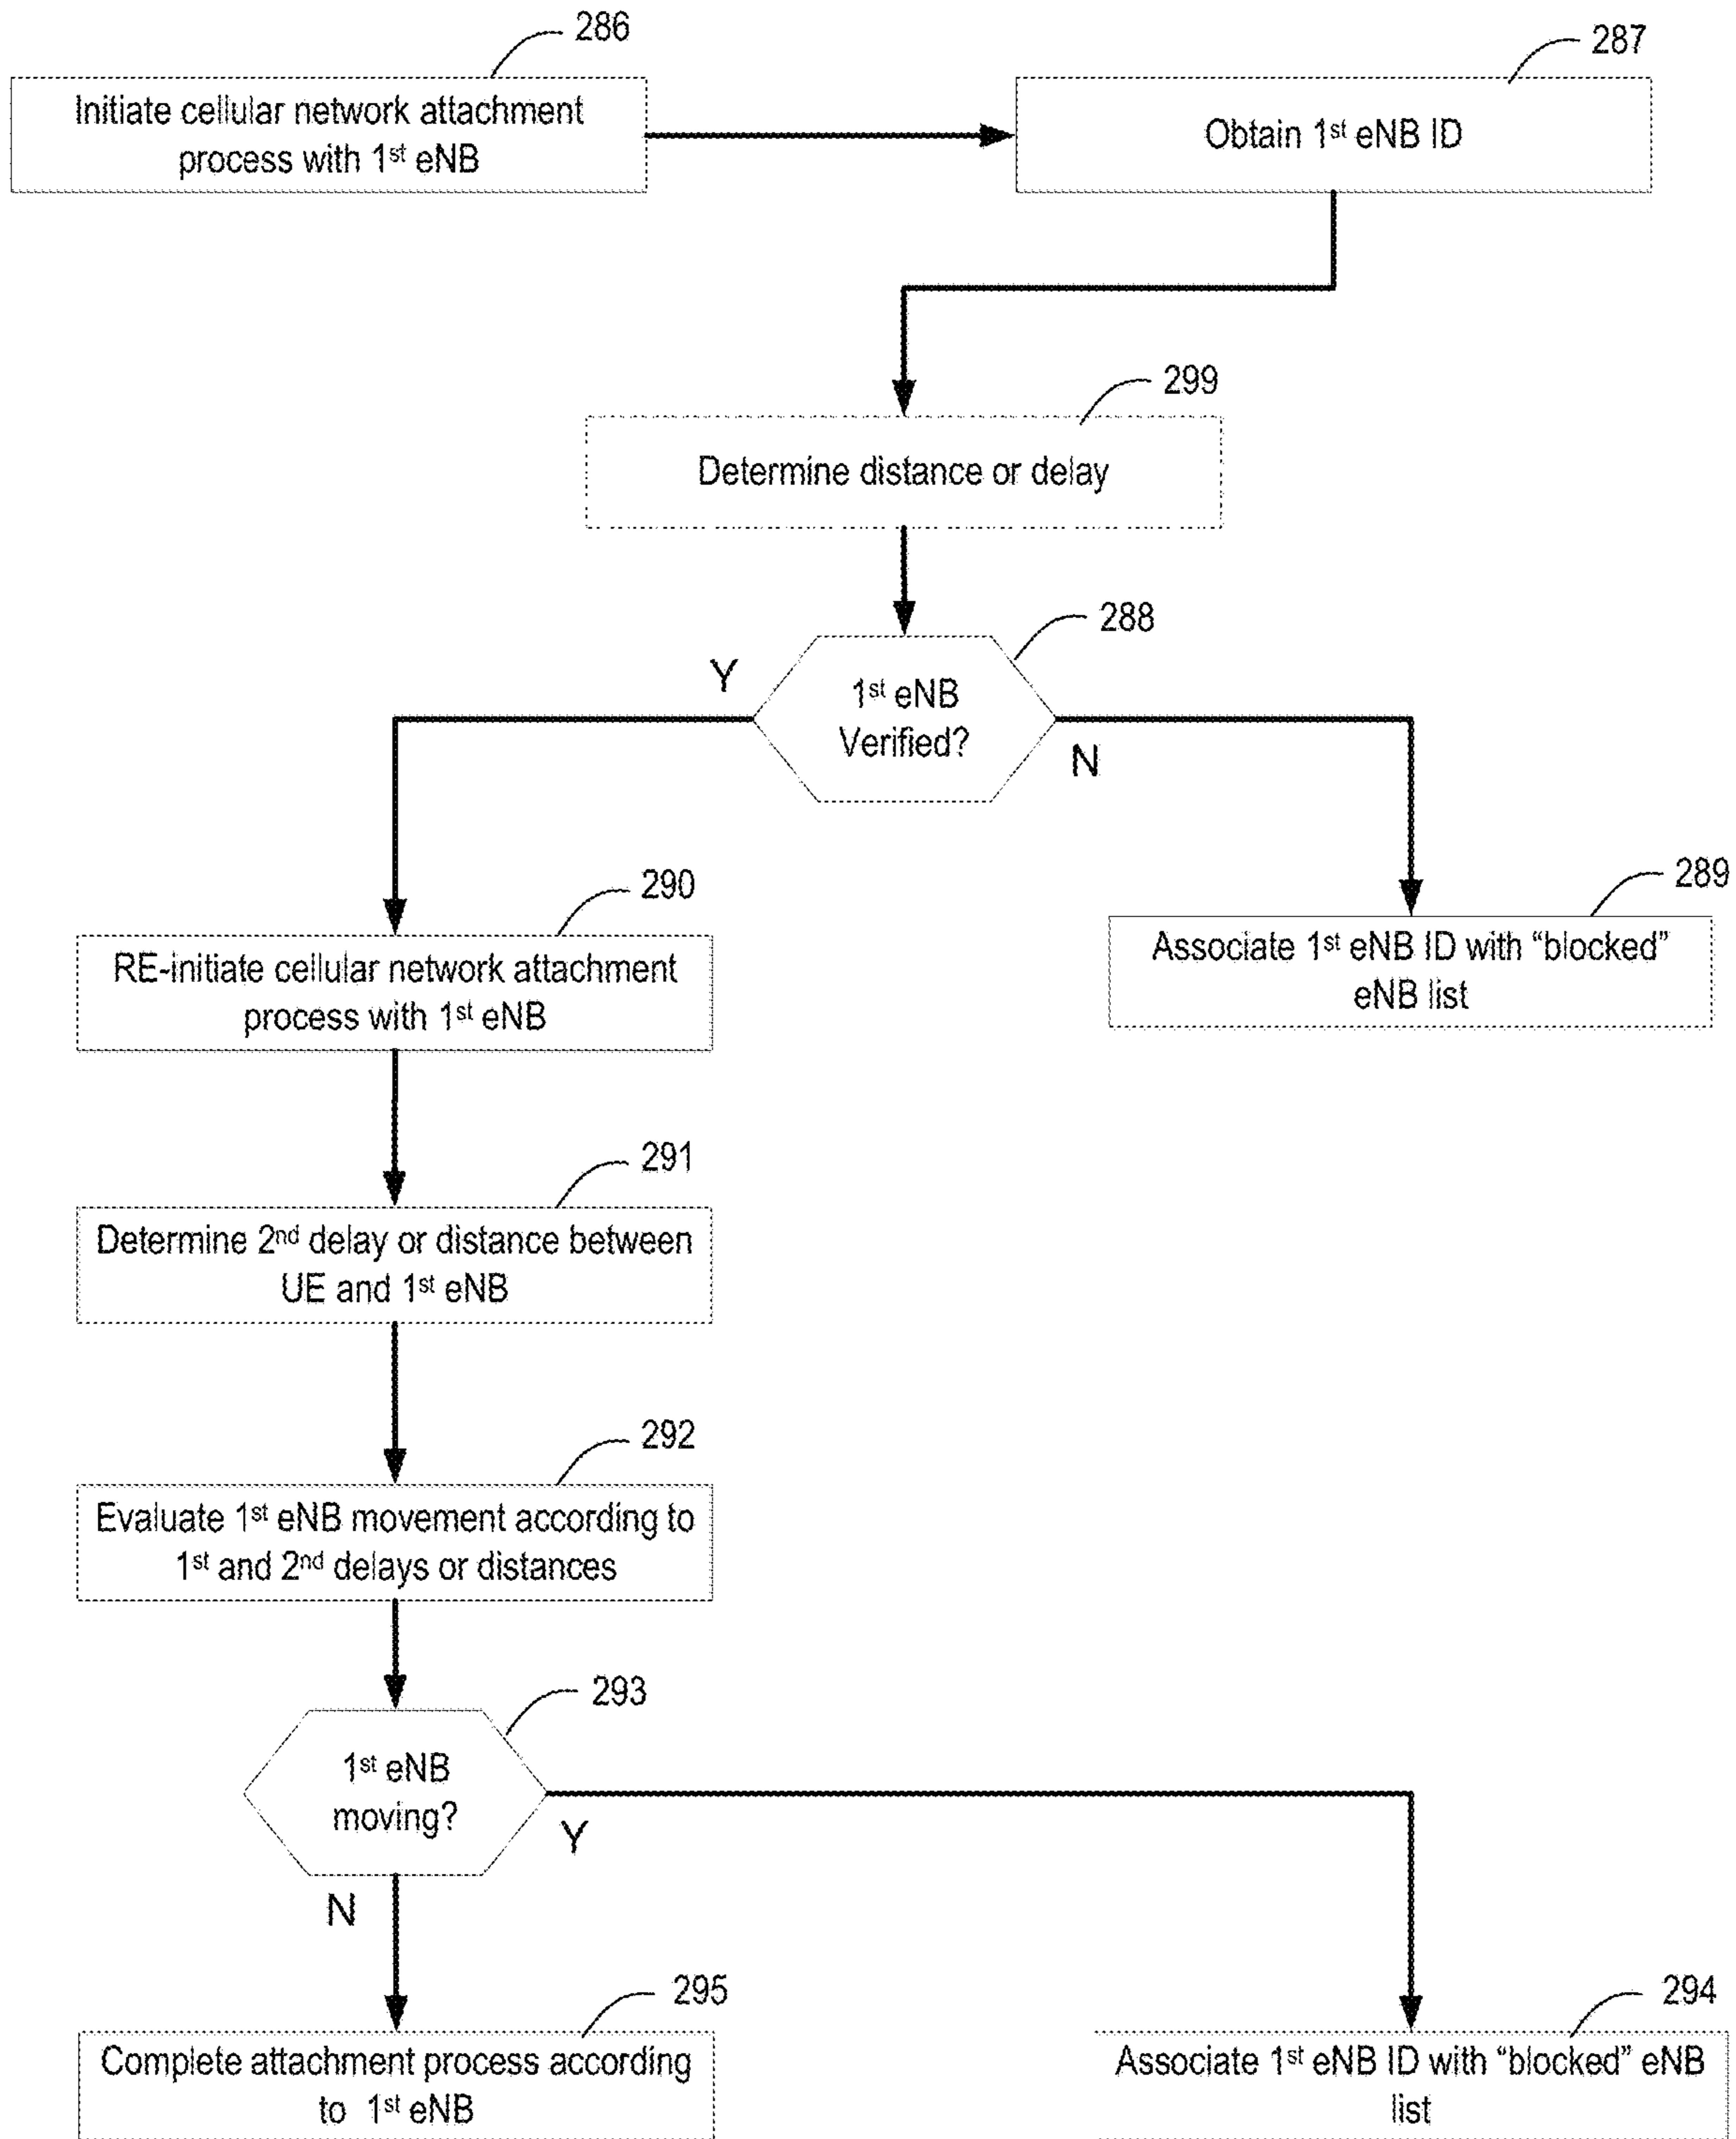 286
Initiate cellular network attachment
process with 1st eNB
287
Obtain 1st eNB ID
299
Determine distance or delay
288
1st eNB
Verified?
Y
N
290
RE-initiate cellular network attachment
process with 1st eNB
289
Associate 1st eNB ID with “blocked”
eNB list
291
Determine 2nd delay or distance between
UE and 1st eNB
292
Evaluate 1st eNB movement according to
1st and 2nd delays or distances
293
1st eNB
moving?
Y
N
295
Complete attachment process according
to 1st eNB
294
Associate 1st eNB ID with “blocked” eNB
list